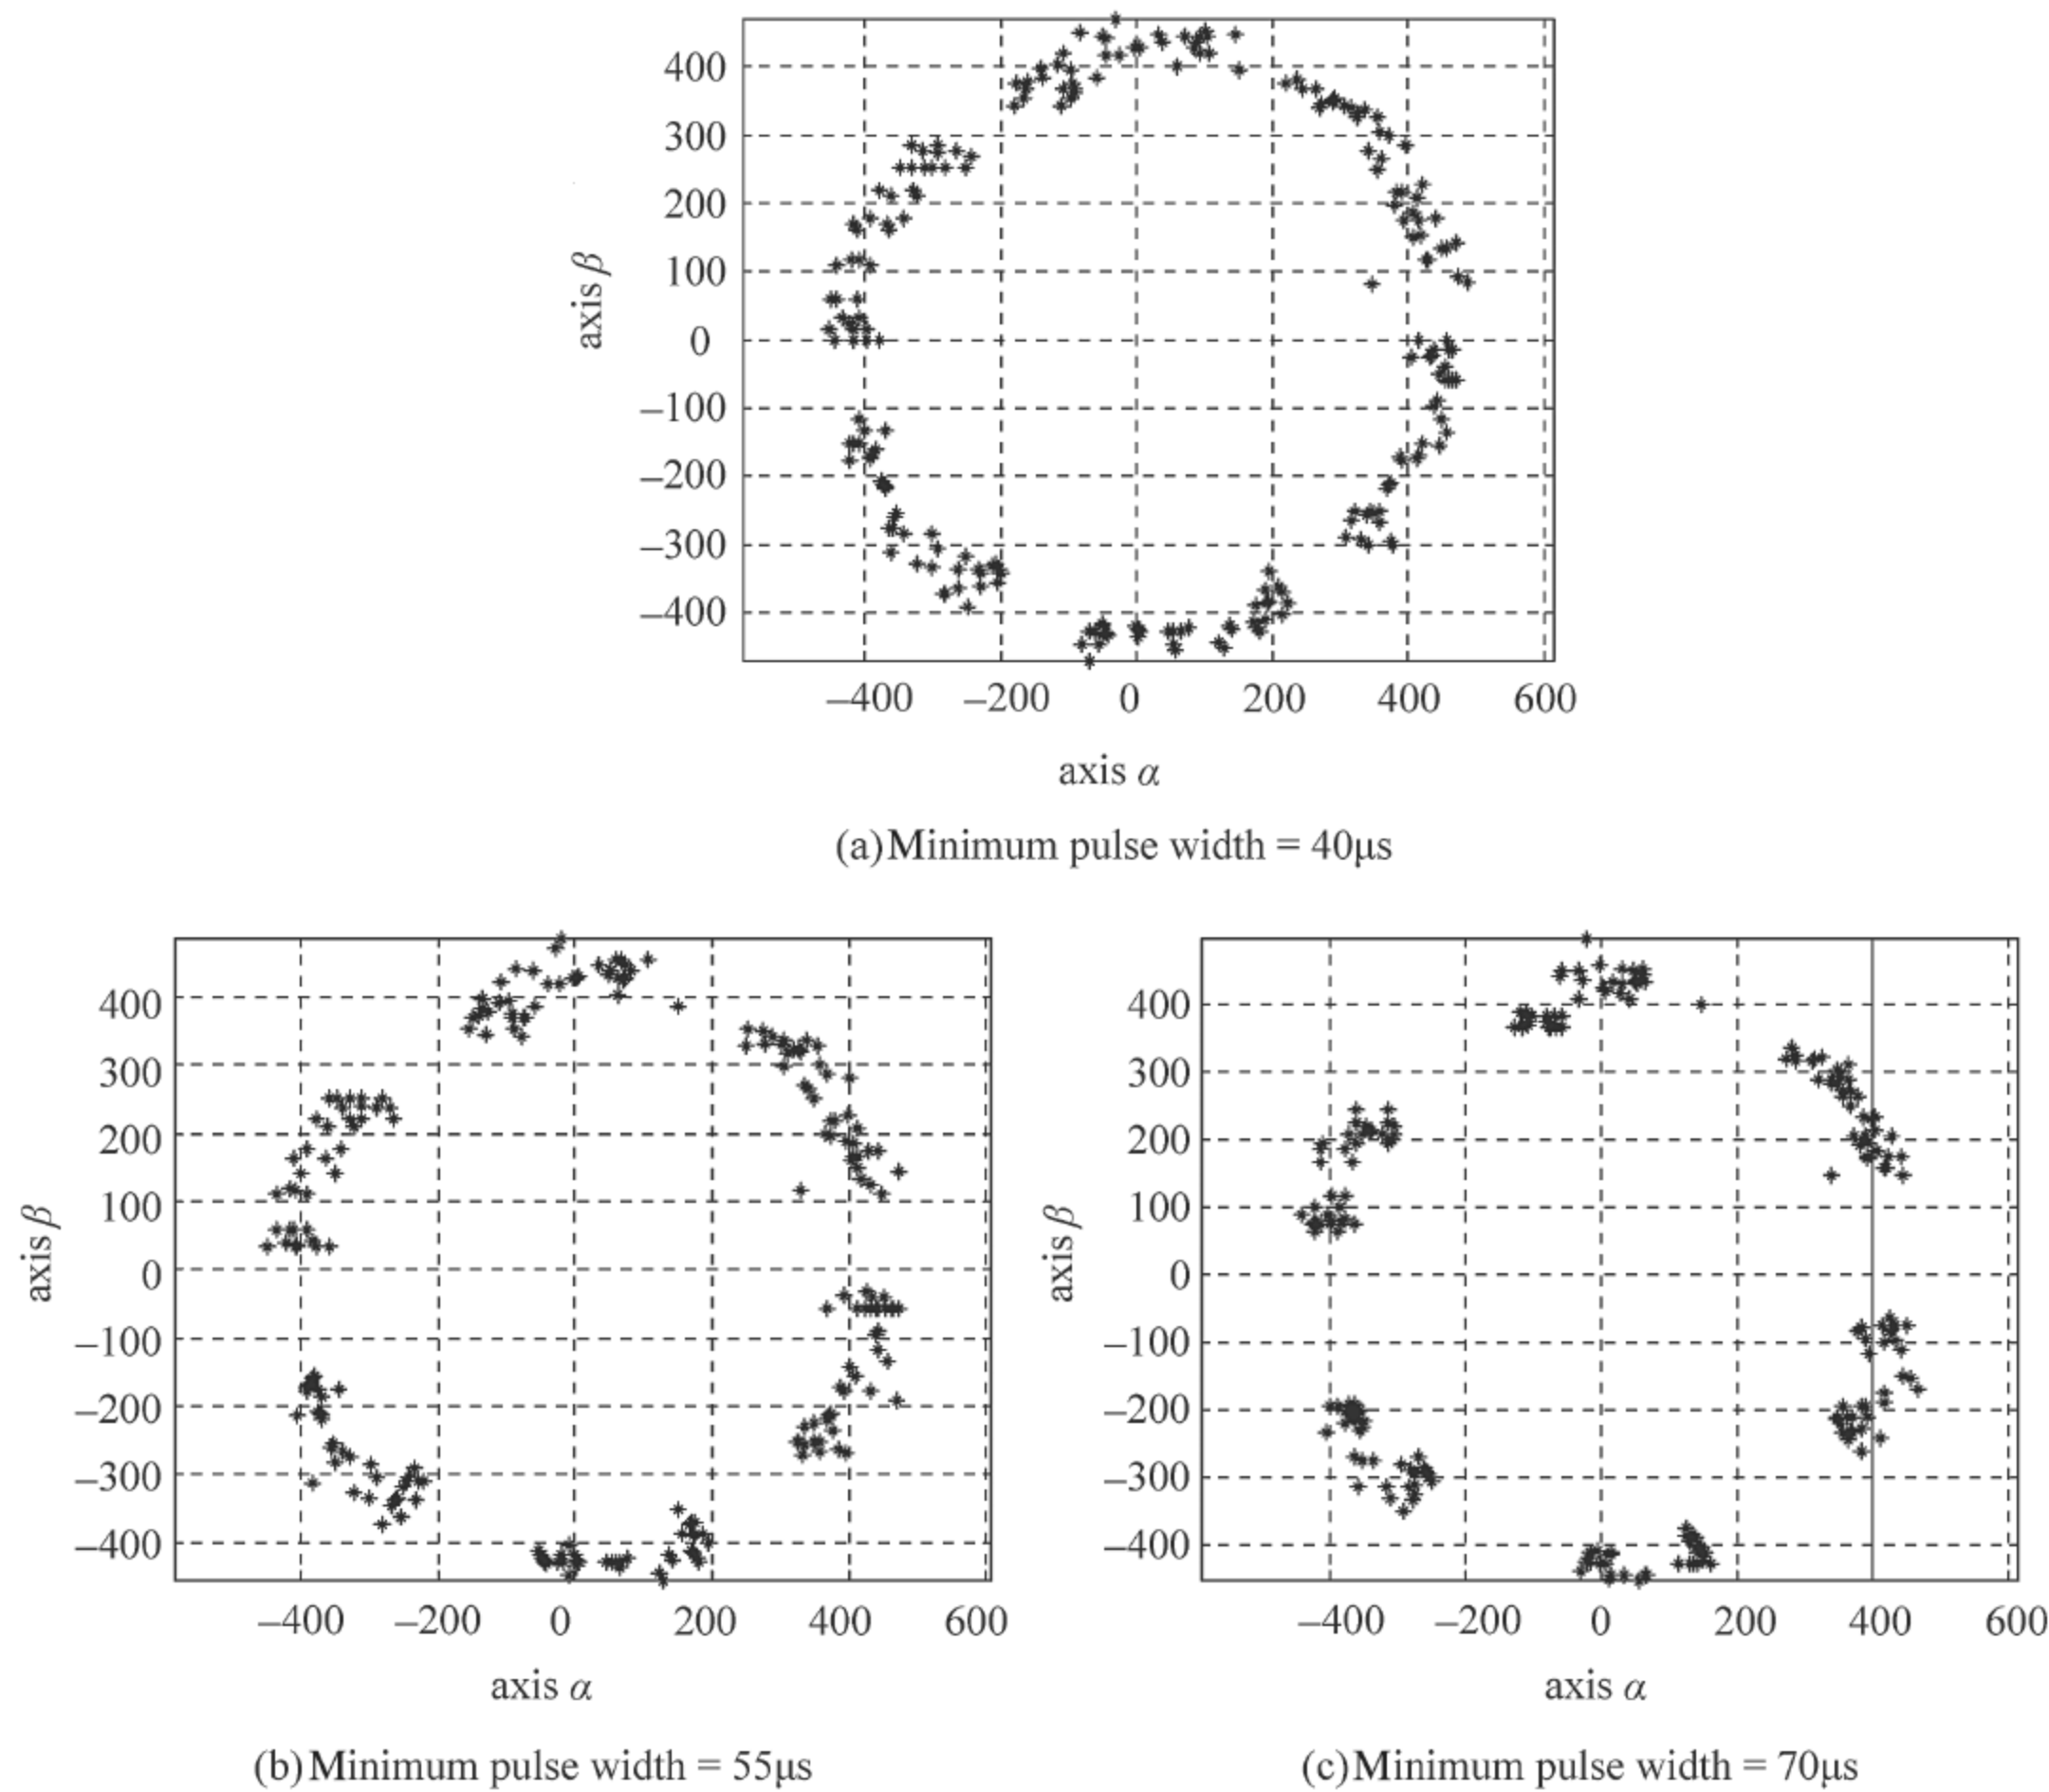 400
300
200
100
0
–100
–200
–300
–400
axis β
–400 –200 0 200 400 600
axis α
(a)Minimum pulse width = 40μs
400
300
200
100
0
–100
–200
–300
–400
axis β
–400 –200 0 200 400 600
axis α
(b)Minimum pulse width = 55μs
400
300
200
100
0
–100
–200
–300
–400
axis β
–400 –200 0 200 400 600
axis α
(c)Minimum pulse width = 70μs